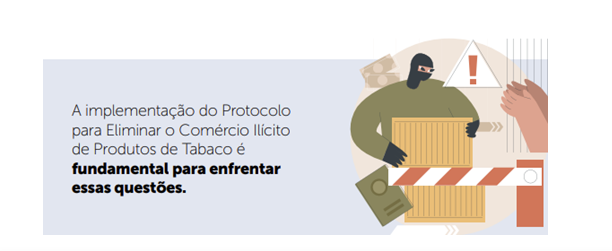 A implementação do Protocolo
para Eliminar o Comércio Ilícito
de Produtos de Tabaco é
fundamental para enfrentar
essas questões.